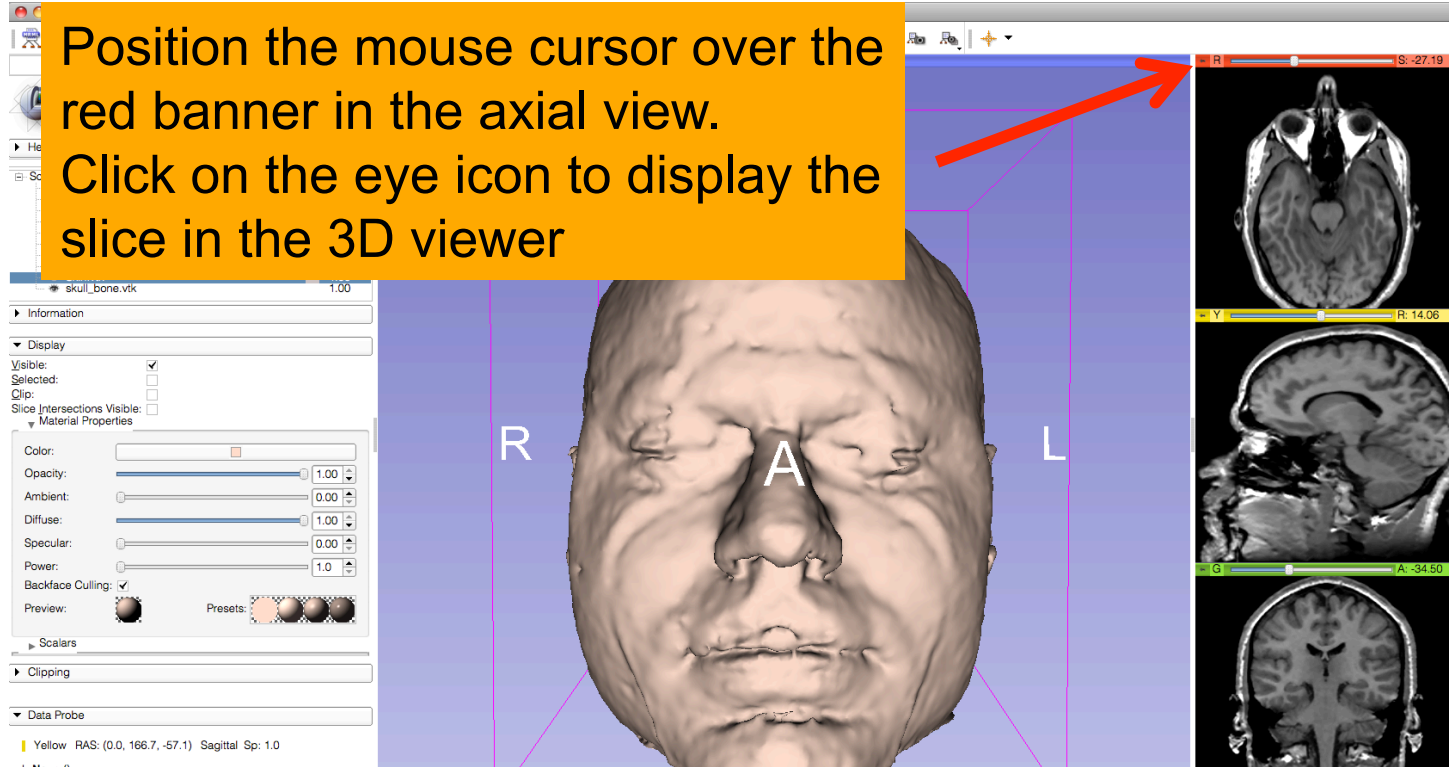 Position the mouse cursor over the
red banner in the axial view.
Click on the eye icon to display the
slice in the 3D viewer
R S: -27.19
He
Sc
skull_bone.vtk 1.00
Information
Y R: 14.06
Display
Visible:
Selected:
Clip:
Slice Intersections Visible:
Material Properties
Color:
Opacity: 1.00
Ambient: 0.00
Diffuse: 1.00
Specular: 0.00
Power: 1.0
Backface Culling:
Preview: Presets:
Scalars
Clipping
Data Probe
Yellow RAS: (0.0, 166.7, -57.1) Sagittal Sp: 1.0
R
A
L
G A: -34.50